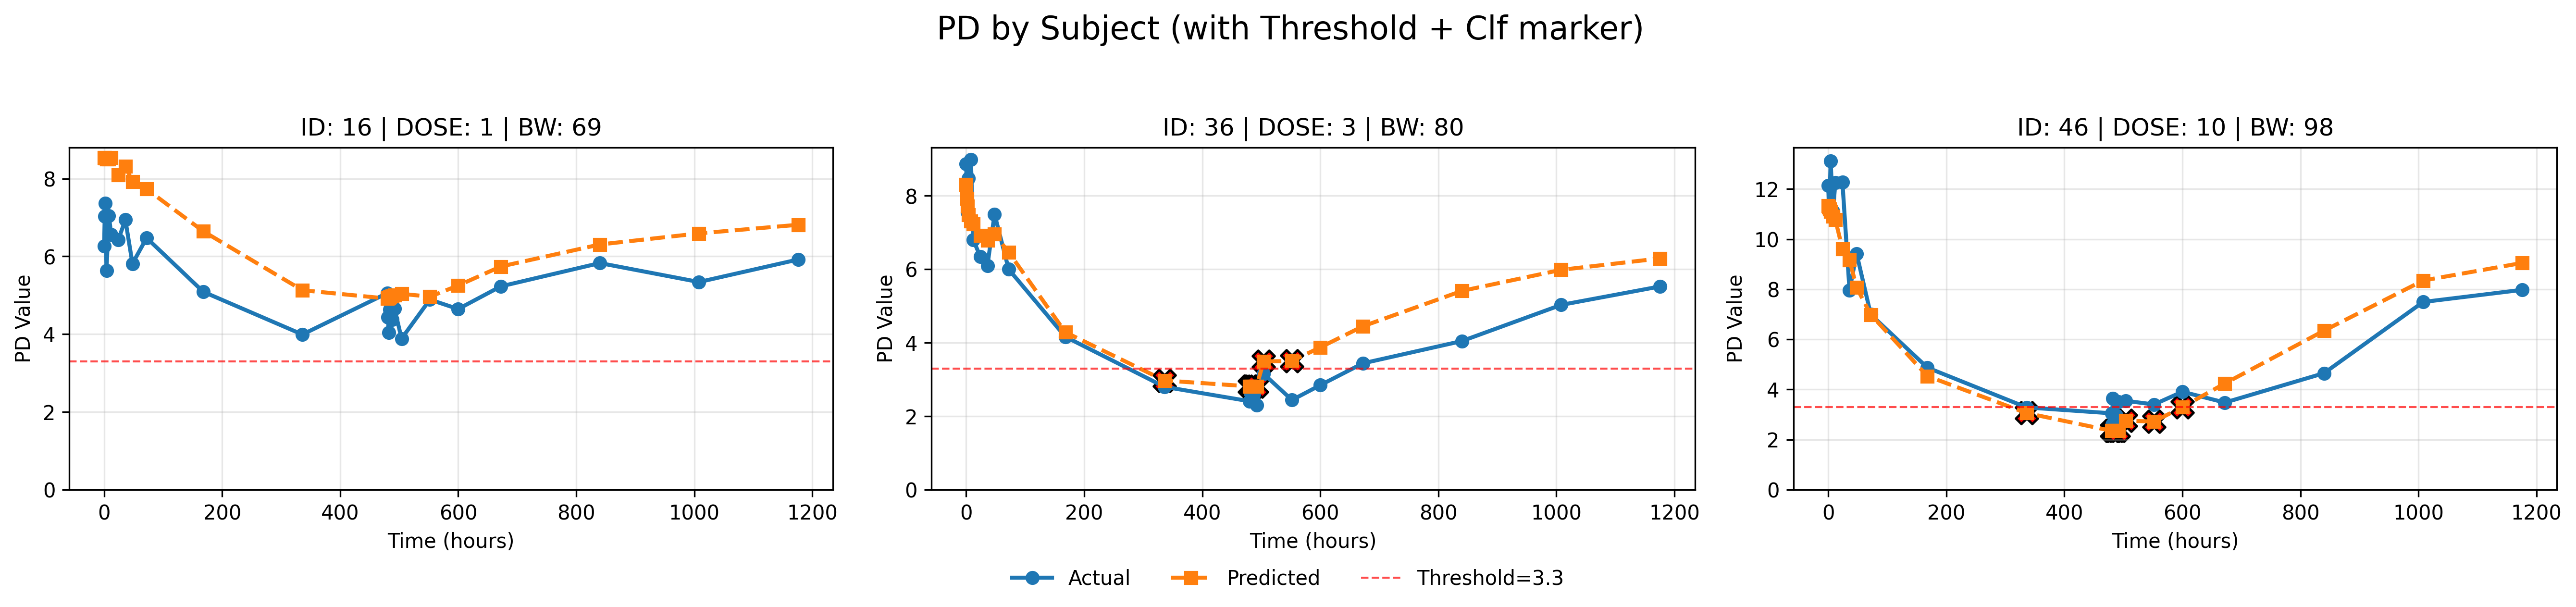 PD by Subject (with Threshold + Clf marker)
ID: 16 | DOSE: 1 | BW: 69
8
6
4
2
0
PD Value
0 200 400 600 800 1000 1200
Time (hours)
ID: 36 | DOSE: 3 | BW: 80
8
6
4
2
0
PD Value
0 200 400 600 800 1000 1200
Time (hours)
ID: 46 | DOSE: 10 | BW: 98
12
10
8
6
4
2
0
PD Value
0 200 400 600 800 1000 1200
Time (hours)
Actual Predicted Threshold=3.3